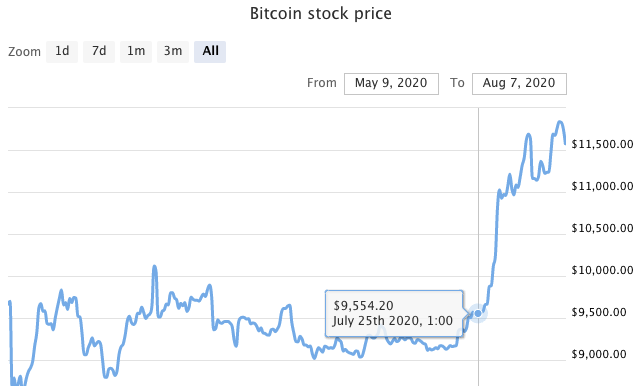 Bitcoin stock price
Zoom 1d 7d 1m 3m All
From May 9, 2020 To Aug 7, 2020
$11,500.00
$11,000.00
$10,500.00
$10,000.00
$9,554.20
July 25th 2020, 1:00
$9,500.00
$9,000.00